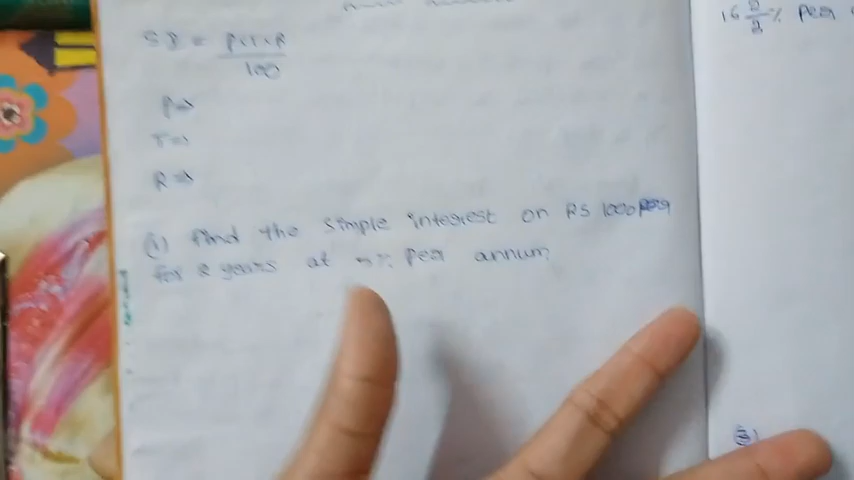 SI = P×T×R
100
P⇒
T⇒
R⇒
(1) Find the simple interest on RS 1000
for 2 years at 5% per annum
16 2/3 % per